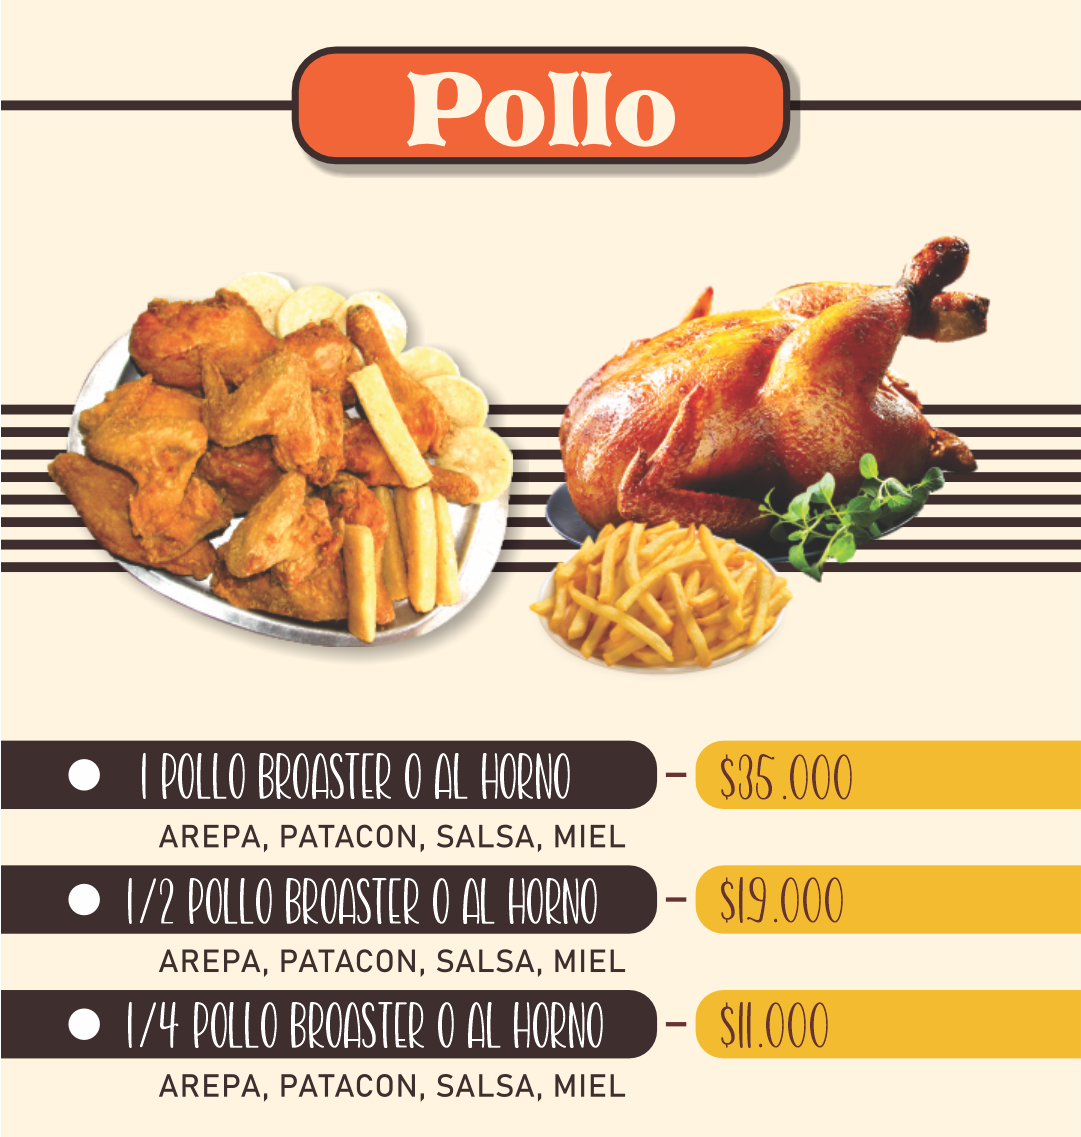 Pollo
1 POLLO BROASTER O AL HORNO - $35.000
AREPA, PATACON, SALSA, MIEL
1/2 POLLO BROASTER O AL HORNO - $19.000
AREPA, PATACON, SALSA, MIEL
1/4 POLLO BROASTER O AL HORNO - $11.000
AREPA, PATACON, SALSA, MIEL